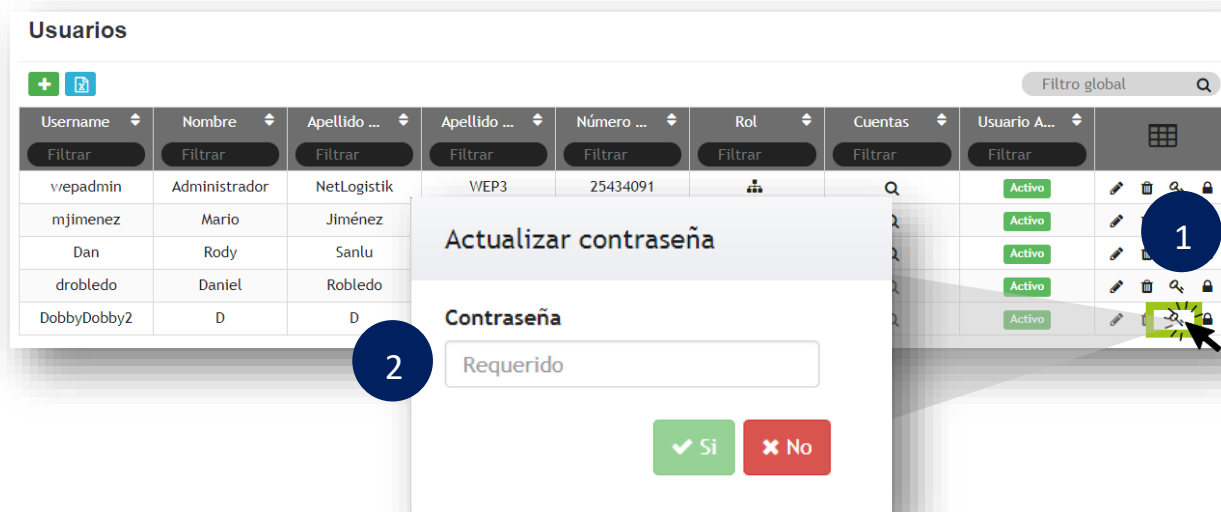 Usuarios
Filtro global
Username Nombre Apellido ... Apellido ... Número ... Rol Cuentas Usuario A...
Filtrar Filtrar Filtrar Filtrar Filtrar Filtrar Filtrar Filtrar
wepadmin Administrador NetLogistik WEP3 25434091 Activo
mjimenez Mario Jiménez Activo
Dan Rody Sanlu Activo
drobledo Daniel Robledo Activo
DobbyDobby2 D D Activo
1
Actualizar contraseña
Contraseña
2
Requerido
Si No